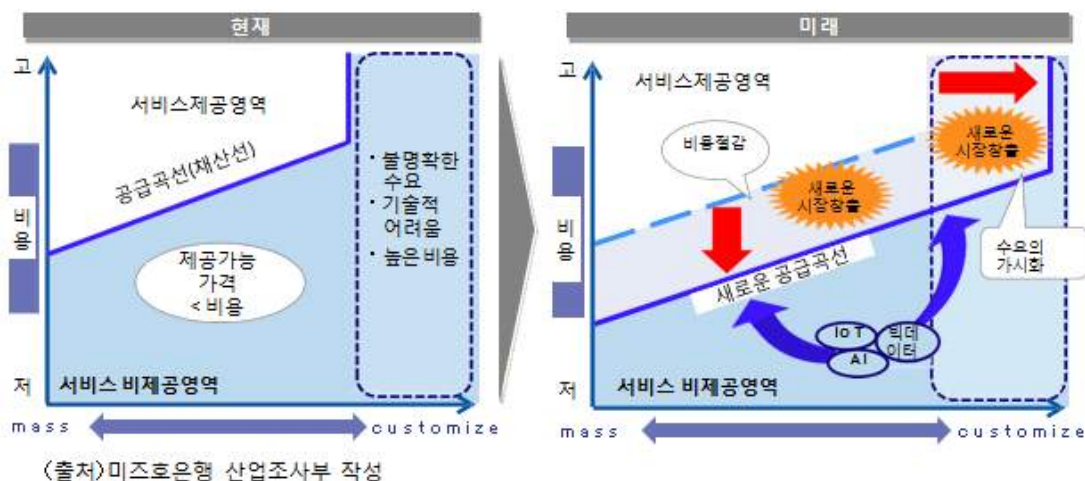 현재
고
서비스제공영역
공급곡선(채산선)
비
용
제공가능
가격
< 비용
· 불명확한
수요
· 기술적
어려움
· 높은 비용
저
서비스 비제공영역
mass
customize
미래
고
서비스제공영역
비용절감
새로운
시장창출
새로운
시장창출
비
용
새로운 공급곡선
수요의
가시화
IoT
AI
빅데
이터
저
서비스 비제공영역
mass
customize
(출처)미즈호은행 산업조사부 작성